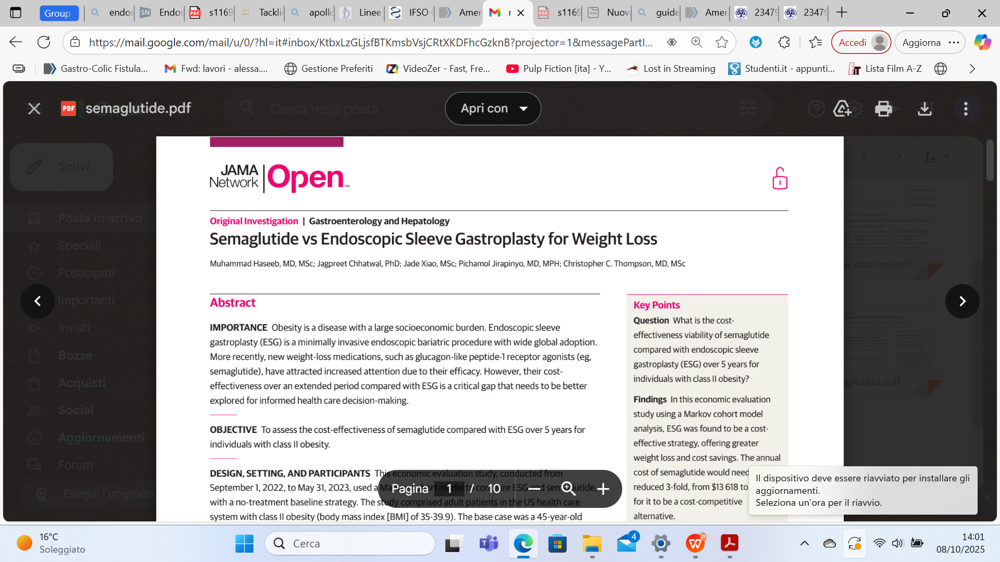 Group
endos
Endos
s1169
Tackli
apollo
Linee
IFSO (
Amer
s1169
Nuov
guide
Amer
2347
2347
https://mail.google.com/mail/u/0/?hl=it#inbox/KtbxLzGLjsfBTKmsbVsjCRtXKDFhcGzknB?projector=1&messagePartI...
Accedi
Aggiorna
Gastro-Colic Fistula...
Fwd: lavori - alessa....
Gestione Preferiti
VideoZer - Fast, Fre...
Pulp Fiction [ita] - Y...
Lost in Streaming
Studenti.it - appunti...
Lista Film A-Z
PDF
semaglutide.pdf
Cerca nella posta
Apri con
Scrivi
Posta in arrivo
Speciali
Posticipati
Importanti
Inviati
Bozze
Acquisti
Social
Aggiornamenti
Forum
Esegui l'upgrade
JAMA
Network
Open™
Original Investigation | Gastroenterology and Hepatology
Semaglutide vs Endoscopic Sleeve Gastroplasty for Weight Loss
Muhammad Haseeb, MD, MSc; Jagpreet Chhatwal, PhD; Jade Xiao, MSc; Pichamol Jirapinyo, MD, MPH; Christopher C. Thompson, MD, MSc
Abstract
IMPORTANCE Obesity is a disease with a large socioeconomic burden. Endoscopic sleeve
gastroplasty (ESG) is a minimally invasive endoscopic bariatric procedure with wide global adoption.
More recently, new weight-loss medications, such as glucagon-like peptide-1 receptor agonists (eg,
semaglutide), have attracted increased attention due to their efficacy. However, their cost-
effectiveness over an extended period compared with ESG is a critical gap that needs to be better
explored for informed health care decision-making.
OBJECTIVE To assess the cost-effectiveness of semaglutide compared with ESG over 5 years for
individuals with class II obesity.
DESIGN, SETTING, AND PARTICIPANTS This economic evaluation study, conducted from
September 1, 2022, to May 31, 2023, used a Markov cohort model to compare ESG and semaglutide,
with a no-treatment baseline strategy. The study comprised adult patients in the US health care
system with class II obesity (body mass index [BMI] of 35-39.9). The base case was a 45-year-old
Key Points
Question What is the cost-
effectiveness viability of semaglutide
compared with endoscopic sleeve
gastroplasty (ESG) over 5 years for
individuals with class II obesity?
Findings In this economic evaluation
study using a Markov cohort model
analysis, ESG was found to be a cost-
effective strategy, offering greater
weight loss and cost savings. The annual
cost of semaglutide would need
reduced 3-fold, from $13 618 to
for it to be a cost-competitive
alternative.
w docimo.pdf
glutide.pdf
Pagina 1 / 10
Il dispositivo deve essere riavviato per installare gli
aggiornamenti.
Seleziona un'ora per il riavvio.
16°C
Soleggiato
Cerca
4
14:01
08/10/2025